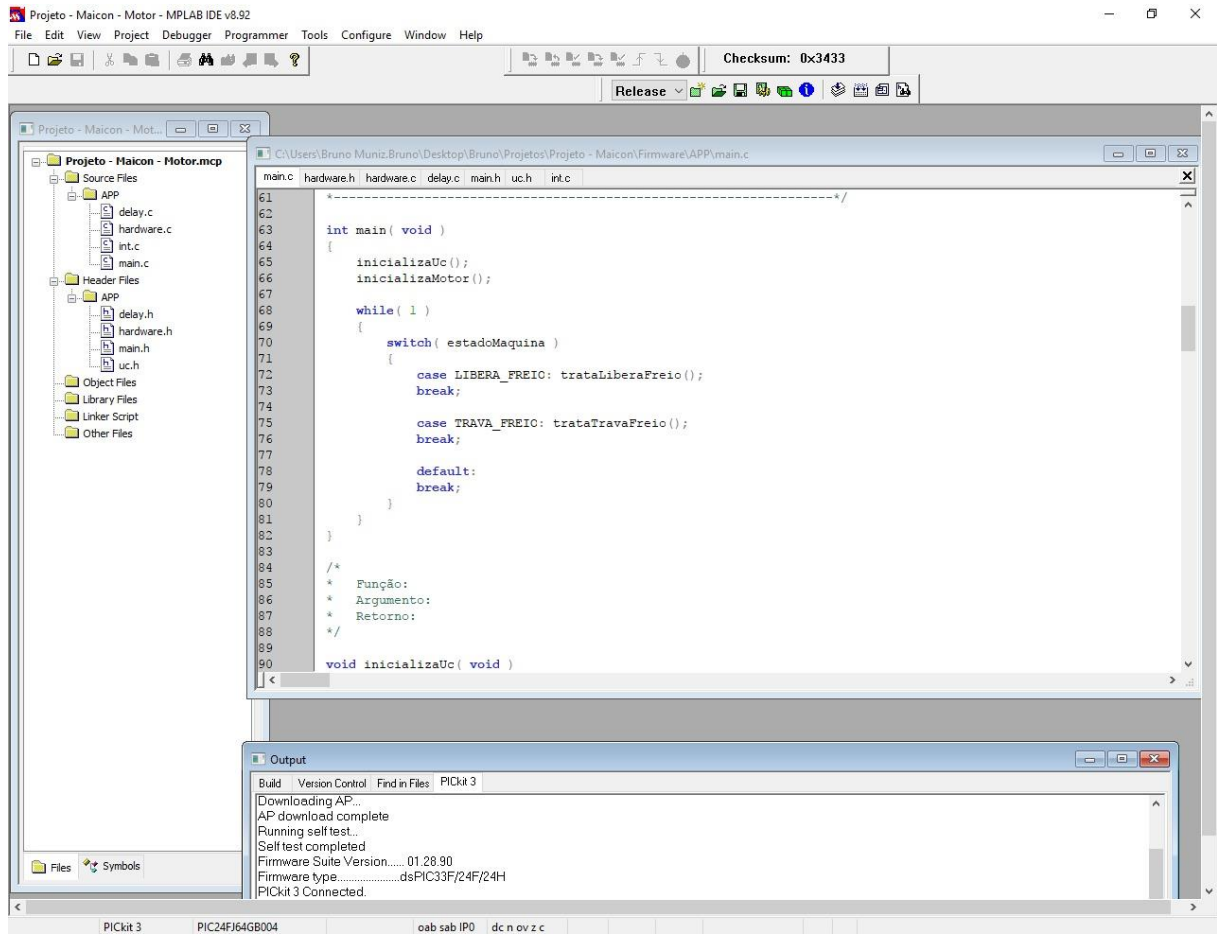 Projeto - Maicon - Motor - MPLAB IDE v8.92
File Edit View Project Debugger Programmer Tools Configure Window Help
Checksum: 0x3433
Release
Projeto - Maicon - Mot...
Projeto - Maicon - Motor.mcp
Source Files
APP
delay.c
hardware.c
int.c
main.c
Header Files
APP
delay.h
hardware.h
main.h
uc.h
Object Files
Library Files
Linker Script
Other Files
Files Symbols
C:\Users\Bruno Muniz.Bruno\Desktop\Bruno\Projetos\Projeto - Maicon\Firmware\APP\main.c
main.c hardware.h hardware.c delay.c main.h uc.h int.c
61 *-------------------------------------------------------------------*/
62
63 int main( void )
64 {
65 inicializaUc();
66 inicializaMotor();
67
68 while( 1 )
69 {
70 switch( estadoMaquina )
71 {
72 case LIBERA_FREIO: trataLiberaFreio();
73 break;
74
75 case TRAVA_FREIO: trataTravaFreio();
76 break;
77
78 default:
79 break;
80 }
81 }
82 }
83
84 /*
85 * Função:
86 * Argumento:
87 * Retorno:
88 */
89
90 void inicializaUc( void )
Output
Build Version Control Find in Files PICkit 3
Downloading AP...
AP download complete
Running self test...
Self test completed
Firmware Suite Version...... 01.28.90
Firmware type......................dsPIC33F/24F/24H
PICkit 3 Connected.
PICkit 3 PIC24FJ64GB004 oab sab IP0 dc n ov z c